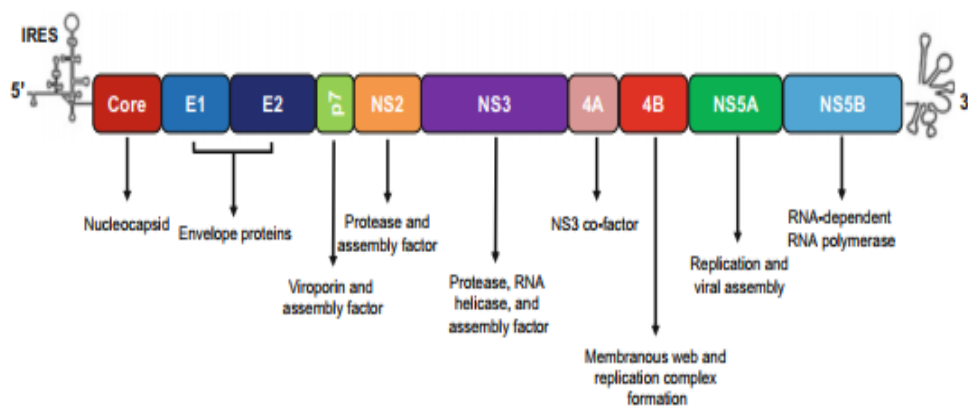 IRES
5'
Core
E1
E2
p7
NS2
NS3
4A
4B
NS5A
NS5B
3
Nucleocapsid
Envelope proteins
Viroporin and
assembly factor
Protease and
assembly factor
Protease, RNA
helicase, and
assembly factor
NS3 co-factor
Membranous web and
replication complex
formation
Replication and
viral assembly
RNA-dependent
RNA polymerase